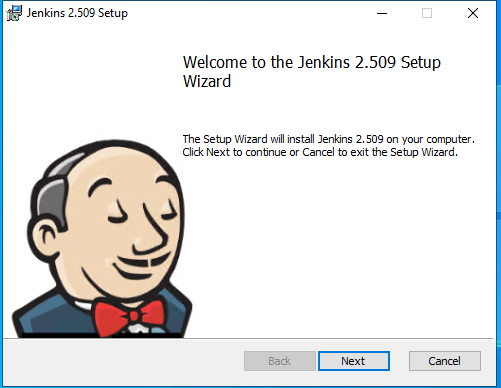 Jenkins 2.509 Setup
Welcome to the Jenkins 2.509 Setup
Wizard
The Setup Wizard will install Jenkins 2.509 on your computer.
Click Next to continue or Cancel to exit the Setup Wizard.
Back
Next
Cancel